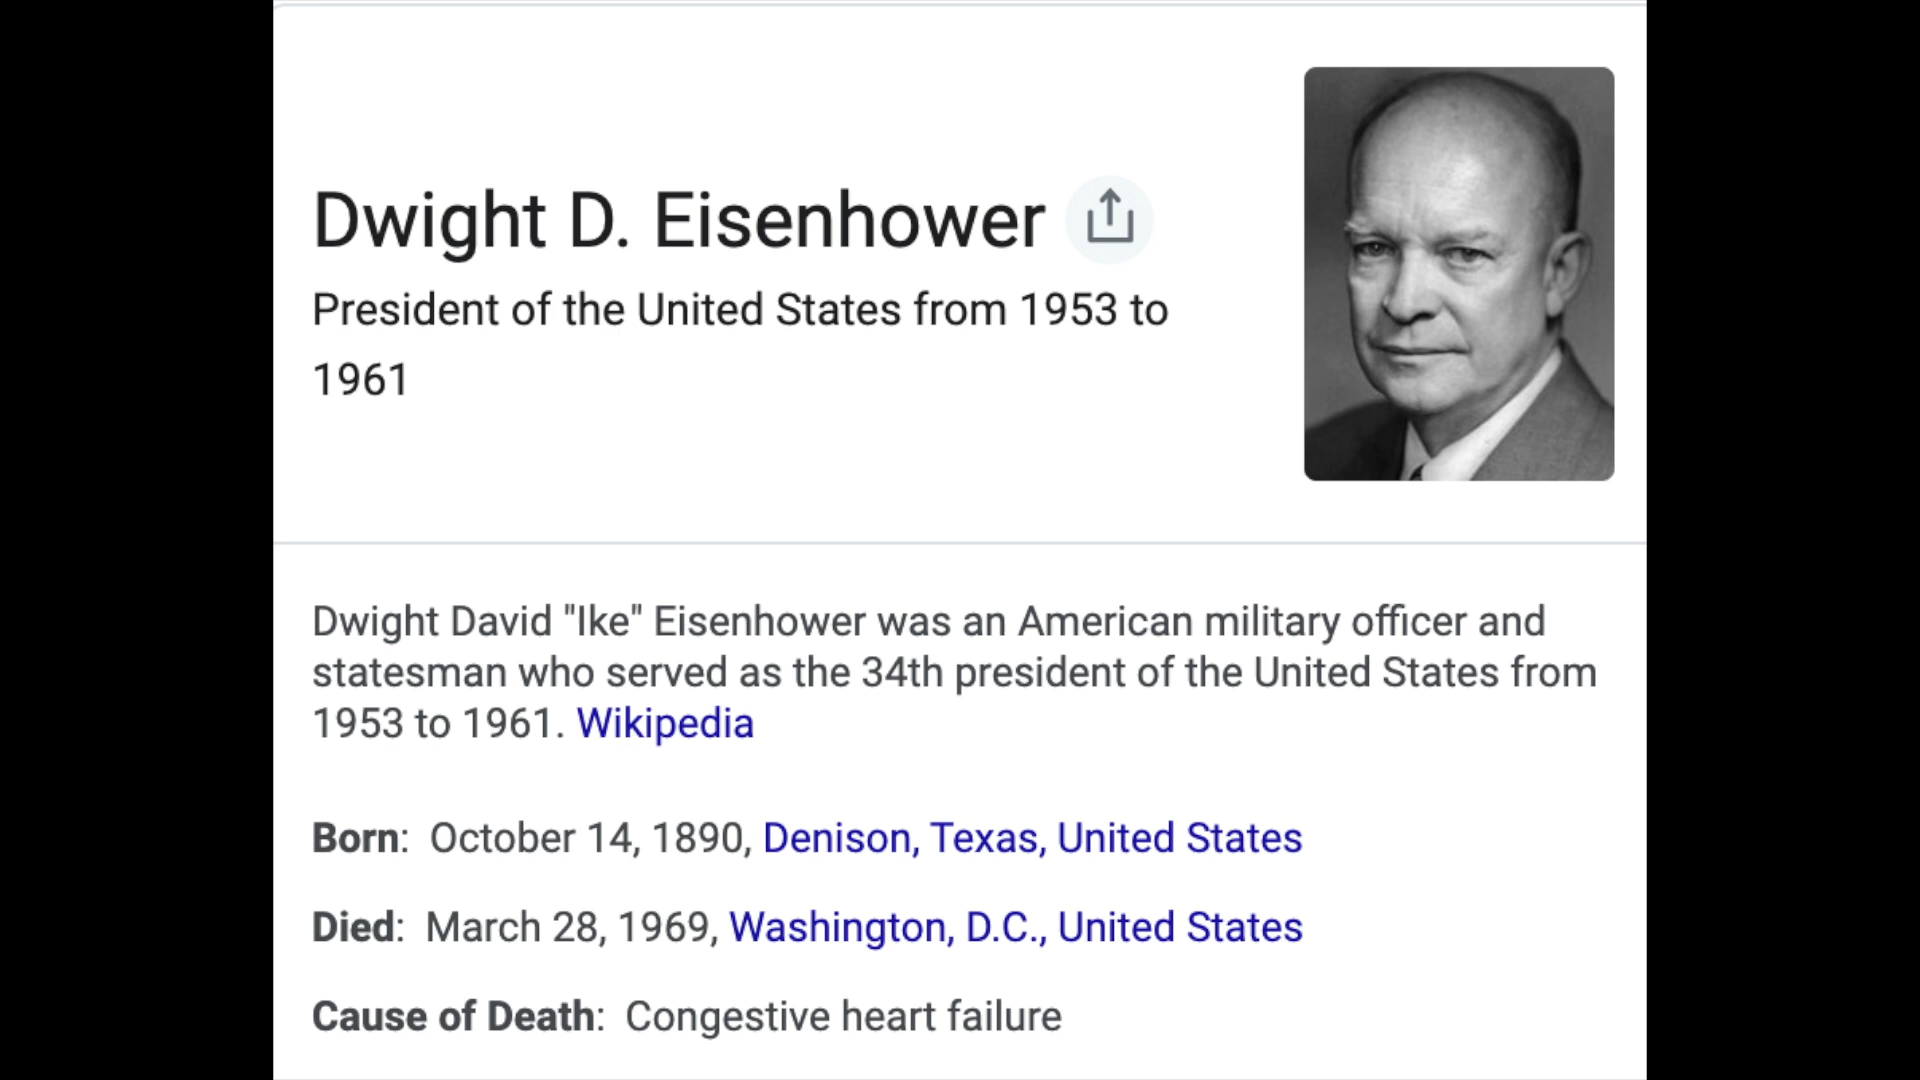 Dwight D. Eisenhower
President of the United States from 1953 to
1961
Dwight David "Ike" Eisenhower was an American military officer and
statesman who served as the 34th president of the United States from
1953 to 1961. Wikipedia
Born: October 14, 1890, Denison, Texas, United States
Died: March 28, 1969, Washington, D.C., United States
Cause of Death: Congestive heart failure